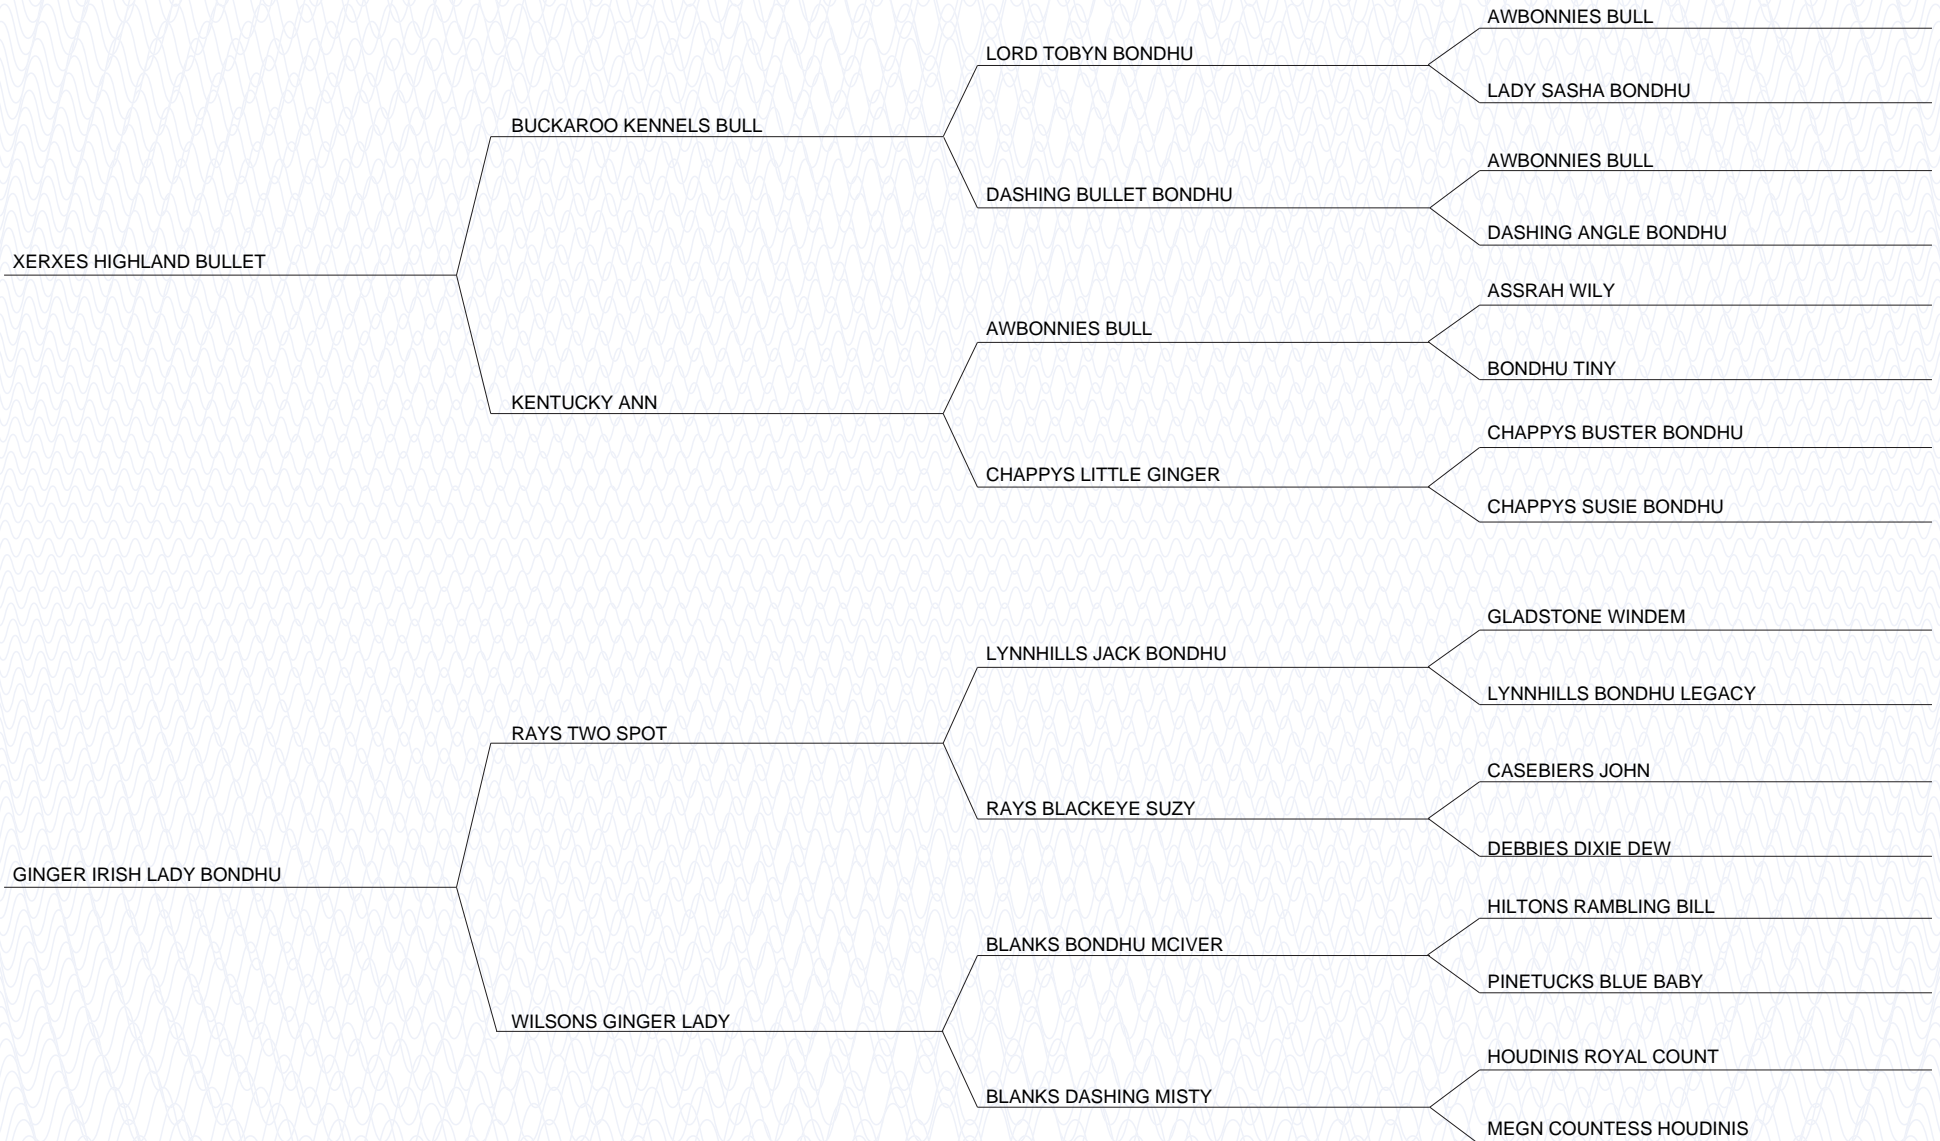 AWBONNIES BULL
LORD TOBYN BONDHU
LADY SASHA BONDHU
BUCKAROO KENNELS BULL
AWBONNIES BULL
DASHING BULLET BONDHU
DASHING ANGLE BONDHU
XERXES HIGHLAND BULLET
ASSRAH WILY
AWBONNIES BULL
BONDHU TINY
KENTUCKY ANN
CHAPPYS BUSTER BONDHU
CHAPPYS LITTLE GINGER
CHAPPYS SUSIE BONDHU
GLADSTONE WINDEM
LYNNHILLS JACK BONDHU
LYNNHILLS BONDHU LEGACY
RAYS TWO SPOT
CASEBIERS JOHN
RAYS BLACKEYE SUZY
DEBBIES DIXIE DEW
GINGER IRISH LADY BONDHU
HILTONS RAMBLING BILL
BLANKS BONDHU MCIVER
PINETUCKS BLUE BABY
WILSONS GINGER LADY
HOUDINIS ROYAL COUNT
BLANKS DASHING MISTY
MEGN COUNTESS HOUDINIS